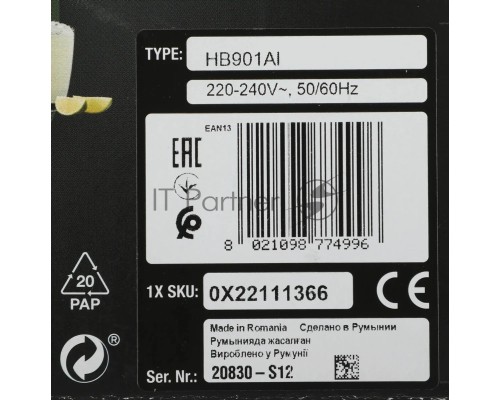 TYPE: HB901AI
220-240V~, 50/60Hz
EAN13
EAC
IT Partner
8 021098 774996
20
PAP
1X SKU: 0X22111366
CE
Made in Romania Сделано в Румынии
Румынияда жасалған
Вироблено у Румунії
Ser. Nr.: 20830-S12